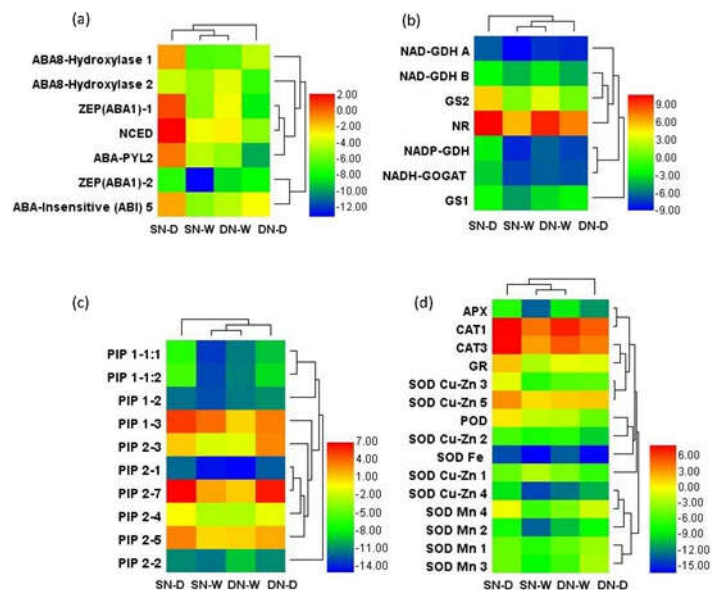 (a)
ABA8-Hydroxylase 1
ABA8-Hydroxylase 2
ZEP(ABA1)-1
NCED
ABA-PYL2
ZEP(ABA1)-2
ABA-Insensitive (ABI) 5
SN-D SN-W DN-W DN-D
2.00
0.00
-2.00
-4.00
-6.00
-8.00
-10.00
-12.00
(b)
NAD-GDH A
NAD-GDH B
GS2
NR
NADP-GDH
NADH-GOGAT
GS1
SN-D SN-W DN-W DN-D
9.00
6.00
3.00
0.00
-3.00
-6.00
-9.00
(c)
PIP 1-1:1
PIP 1-1:2
PIP 1-2
PIP 1-3
PIP 2-3
PIP 2-1
PIP 2-7
PIP 2-4
PIP 2-5
PIP 2-2
SN-D SN-W DN-W DN-D
7.00
4.00
1.00
-2.00
-5.00
-8.00
-11.00
-14.00
(d)
APX
CAT1
CAT3
GR
SOD Cu-Zn 3
SOD Cu-Zn 5
POD
SOD Cu-Zn 2
SOD Fe
SOD Cu-Zn 1
SOD Cu-Zn 4
SOD Mn 4
SOD Mn 2
SOD Mn 1
SOD Mn 3
SN-D SN-W DN-W DN-D
6.00
3.00
0.00
-3.00
-6.00
-9.00
-12.00
-15.00